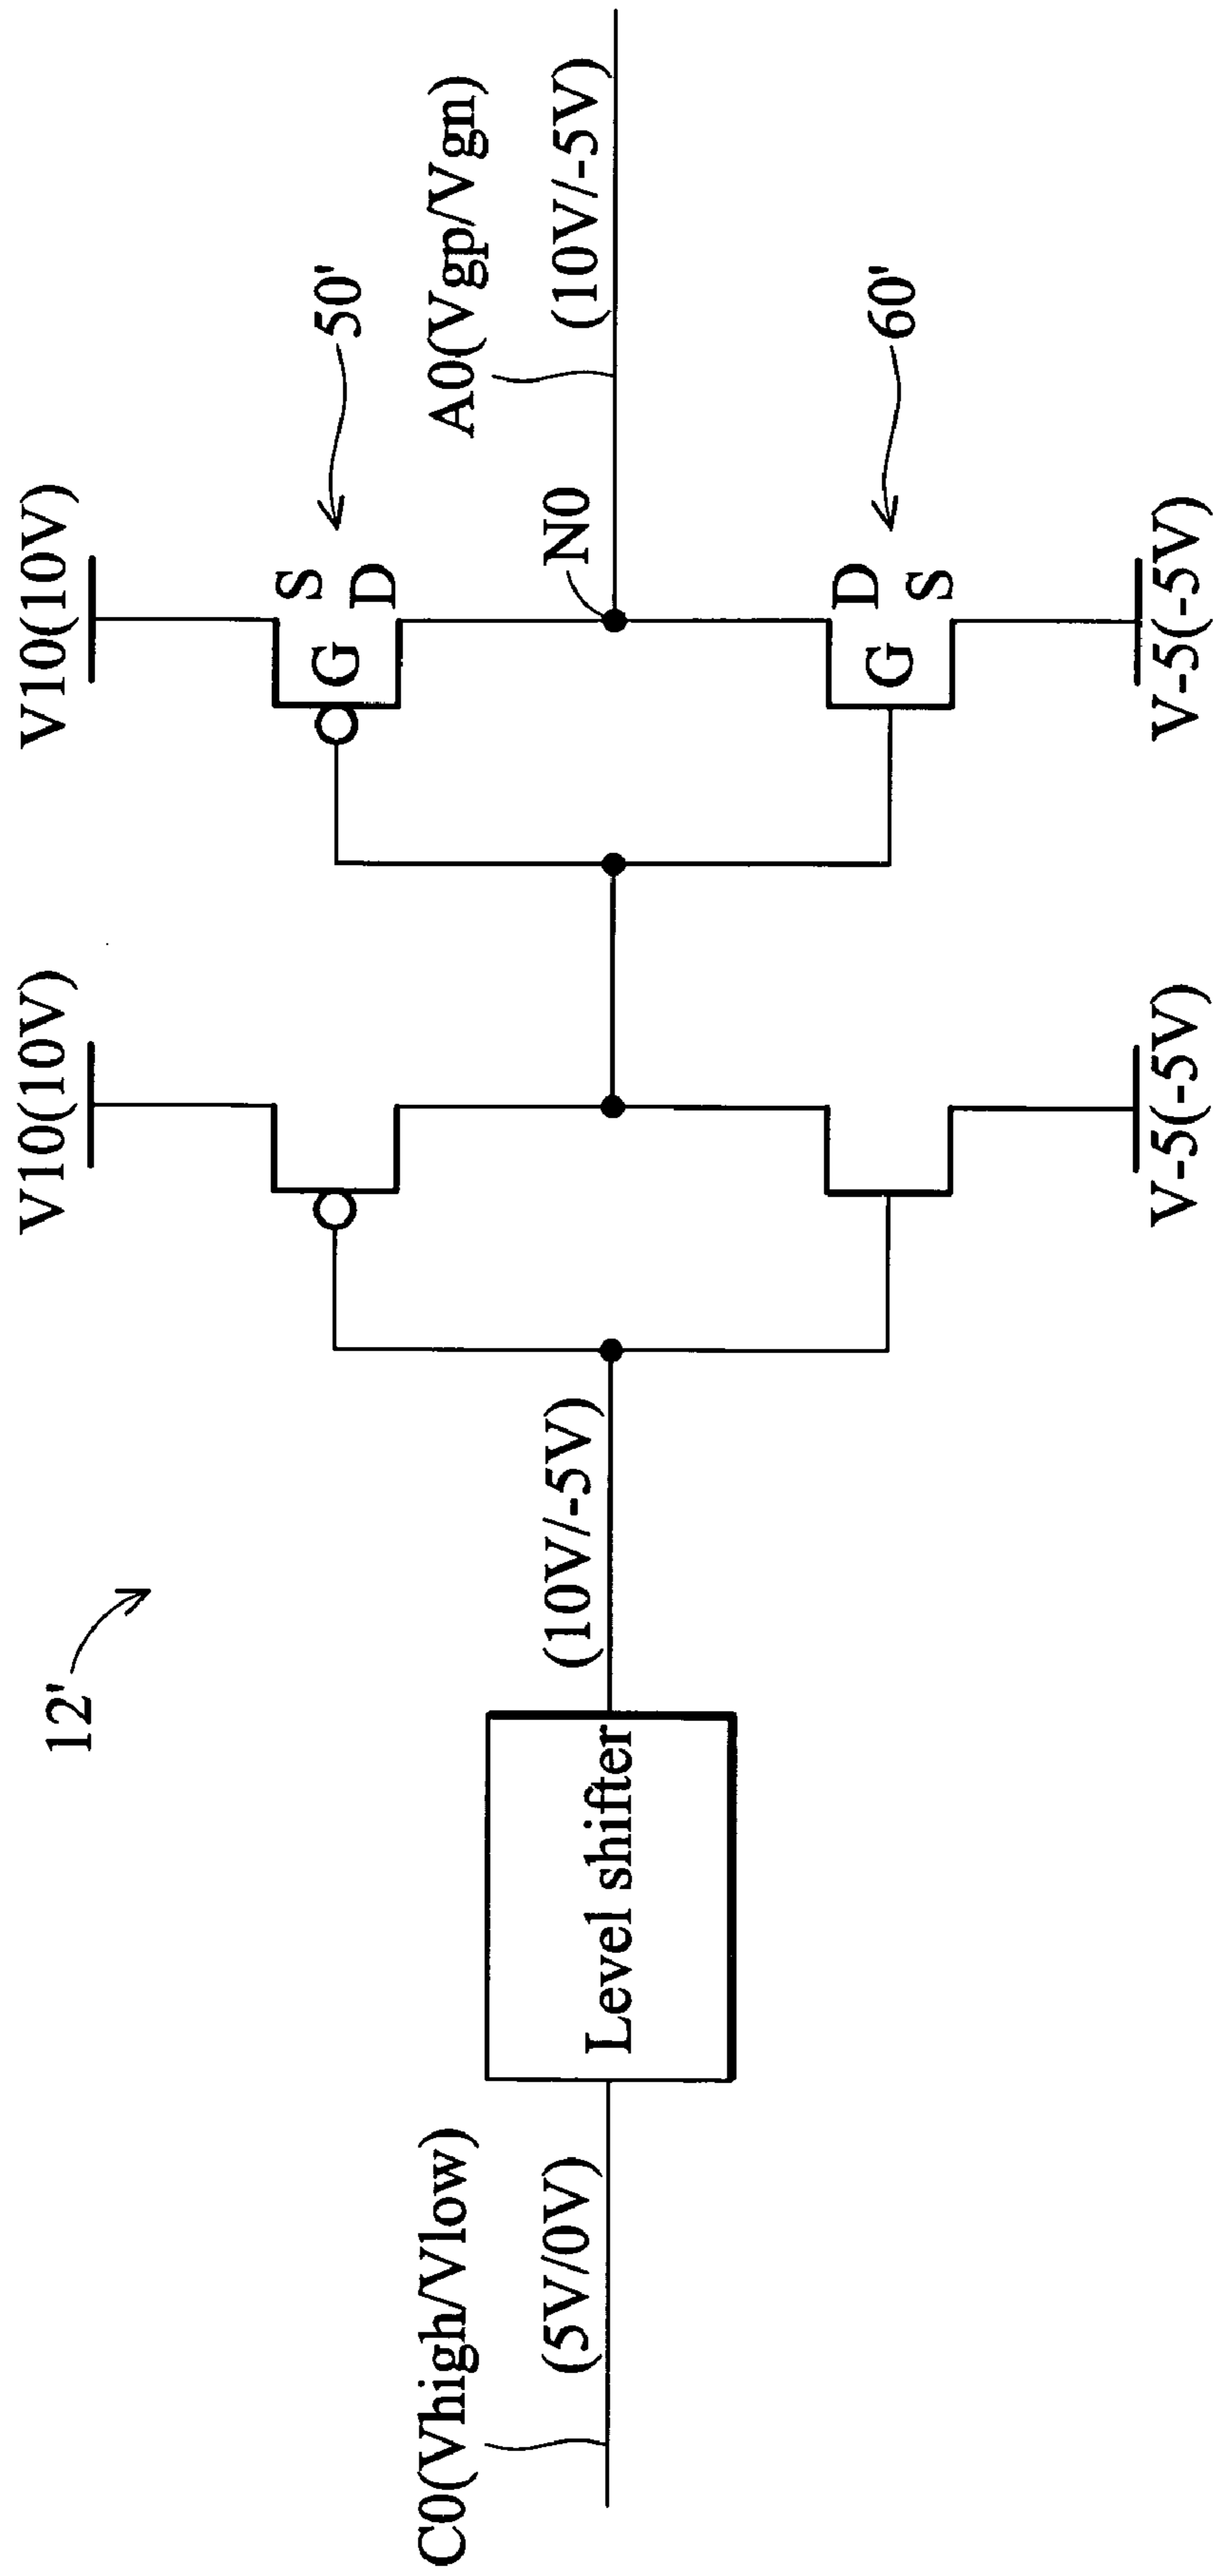 12'
V10(10V)
V10(10V)
S
G
D
50'
C0(Vhigh/Vlow)
(5V/0V)
Level shifter
(10V/-5V)
N0
A0(Vgp/Vgn)
(10V/-5V)
D
G
S
60'
V-5(-5V)
V-5(-5V)